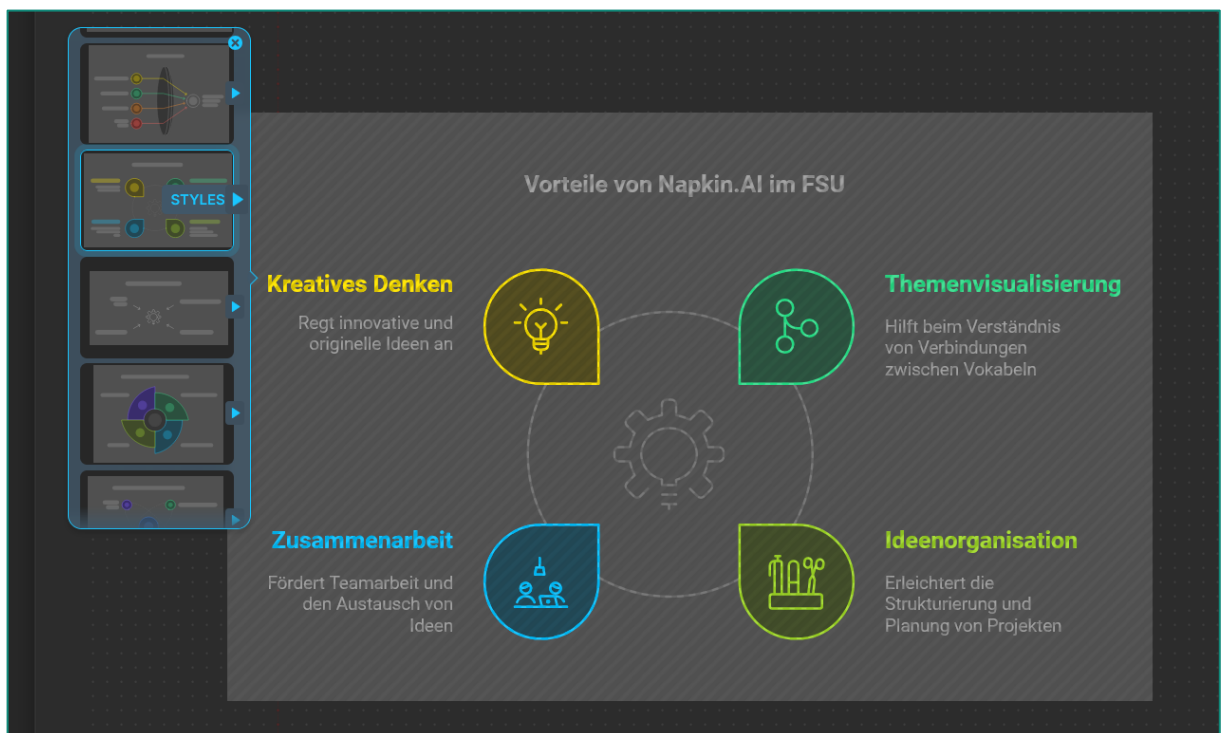 STYLES
Vorteile von Napkin.AI im FSU
Kreatives Denken
Regt innovative und
originelle Ideen an
Themenvisualisierung
Hilft beim Verständnis
von Verbindungen
zwischen Vokabeln
Zusammenarbeit
Fördert Teamarbeit und
den Austausch von
Ideen
Ideenorganisation
Erleichtert die
Strukturierung und
Planung von Projekten